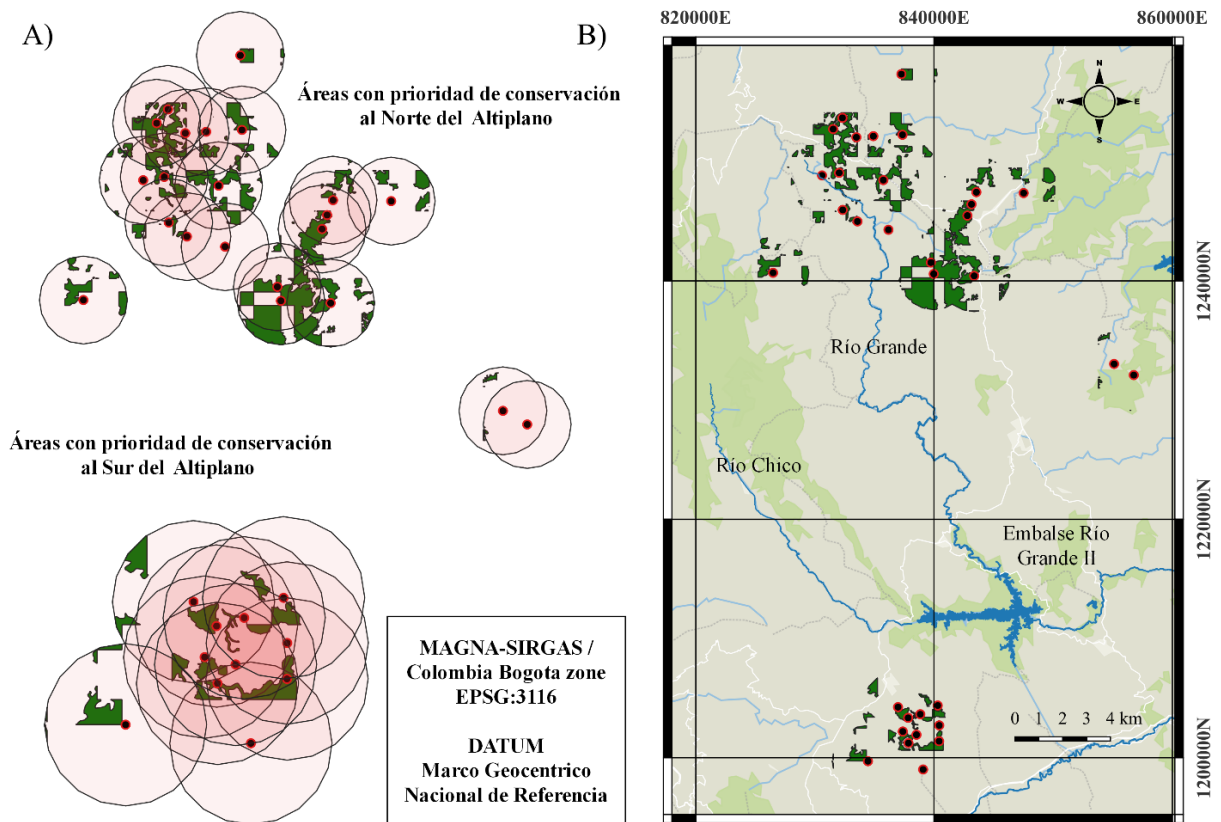 A)
Áreas con prioridad de conservación
al Norte del Altiplano
Áreas con prioridad de conservación
al Sur del Altiplano
MAGNA-SIRGAS /
Colombia Bogota zone
EPSG:3116
DATUM
Marco Geocentrico
Nacional de Referencia
B)
820000E
840000E
860000E
N
W
E
S
1240000N
Río Grande
Río Chico
1220000N
Embalse Río
Grande II
0 1 2 3 4 km
1200000N